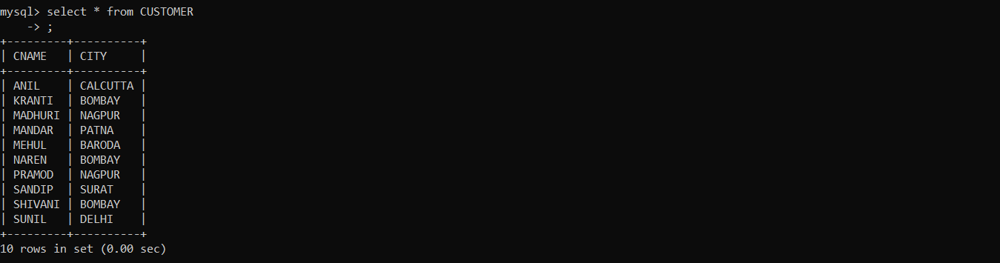 mysql> select * from CUSTOMER
    -> ;
+---------+----------+
| CNAME   | CITY     |
+---------+----------+
| ANIL    | CALCUTTA |
| KRANTI  | BOMBAY   |
| MADHURI | NAGPUR   |
| MANDAR  | PATNA    |
| MEHUL   | BARODA   |
| NAREN   | BOMBAY   |
| PRAMOD  | NAGPUR   |
| SANDIP  | SURAT    |
| SHIVANI | BOMBAY   |
| SUNIL   | DELHI    |
+---------+----------+
10 rows in set (0.00 sec)